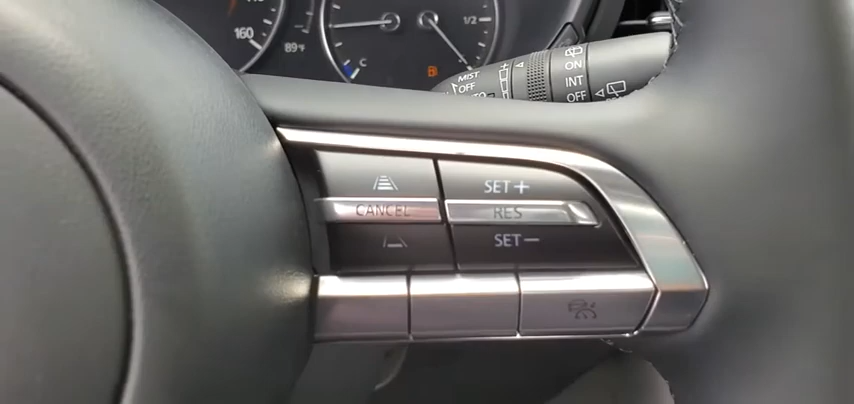 160
89°F
1/2
C
MIST
OFF
ON
INT
OFF
SET+
CANCEL
RES
SET-